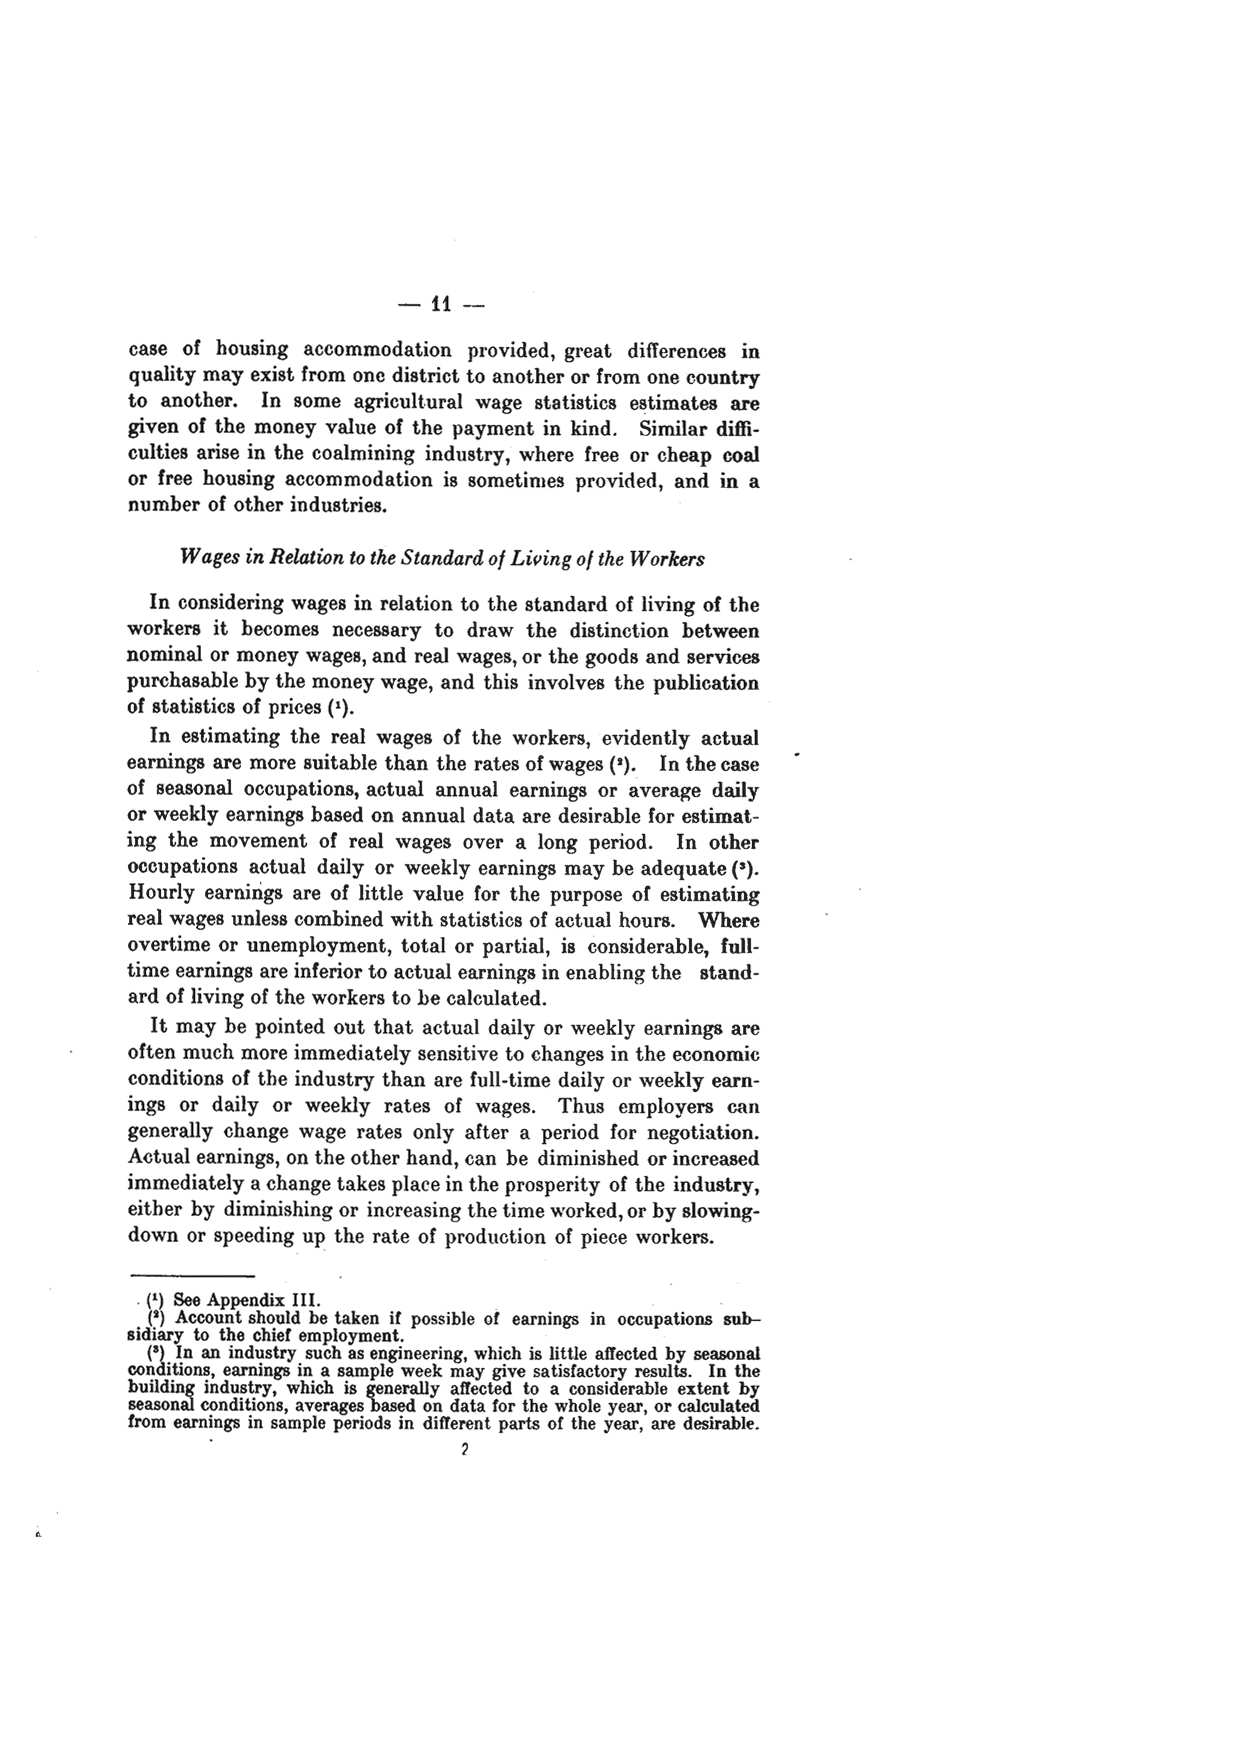 — 11 —
case of housing accommodation provided, great differences in
quality may exist from one district to another or from one country
to another. In some agricultural wage statistics estimates are
given of the money value of the payment in kind. Similar diffi-
culties arise in the coalmining industry, where free or cheap coal
or free housing accommodation is sometimes provided, and in a
number of other industries.
Wages in Relation to the Standard of Living of the Workers
In considering wages in relation to the standard of living of the
workers it becomes necessary to draw the distinction between
nominal or money wages, and real wages, or the goods and services
purchasable by the money wage, and this involves the publication
of statistics of prices (¹).
In estimating the real wages of the workers, evidently actual
earnings are more suitable than the rates of wages (²). In the case
of seasonal occupations, actual annual earnings or average daily
or weekly earnings based on annual data are desirable for estimat-
ing the movement of real wages over a long period. In other
occupations actual daily or weekly earnings may be adequate (³).
Hourly earnings are of little value for the purpose of estimating
real wages unless combined with statistics of actual hours. Where
overtime or unemployment, total or partial, is considerable, full-
time earnings are inferior to actual earnings in enabling the stand-
ard of living of the workers to be calculated.
It may be pointed out that actual daily or weekly earnings are
often much more immediately sensitive to changes in the economic
conditions of the industry than are full-time daily or weekly earn-
ings or daily or weekly rates of wages. Thus employers can
generally change wage rates only after a period for negotiation.
Actual earnings, on the other hand, can be diminished or increased
immediately a change takes place in the prosperity of the industry,
either by diminishing or increasing the time worked, or by slowing-
down or speeding up the rate of production of piece workers.
(¹) See Appendix III.
(²) Account should be taken if possible of earnings in occupations sub-
sidiary to the chief employment.
(³) In an industry such as engineering, which is little affected by seasonal
conditions, earnings in a sample week may give satisfactory results. In the
building industry, which is generally affected to a considerable extent by
seasonal conditions, averages based on data for the whole year, or calculated
from earnings in sample periods in different parts of the year, are desirable.
2